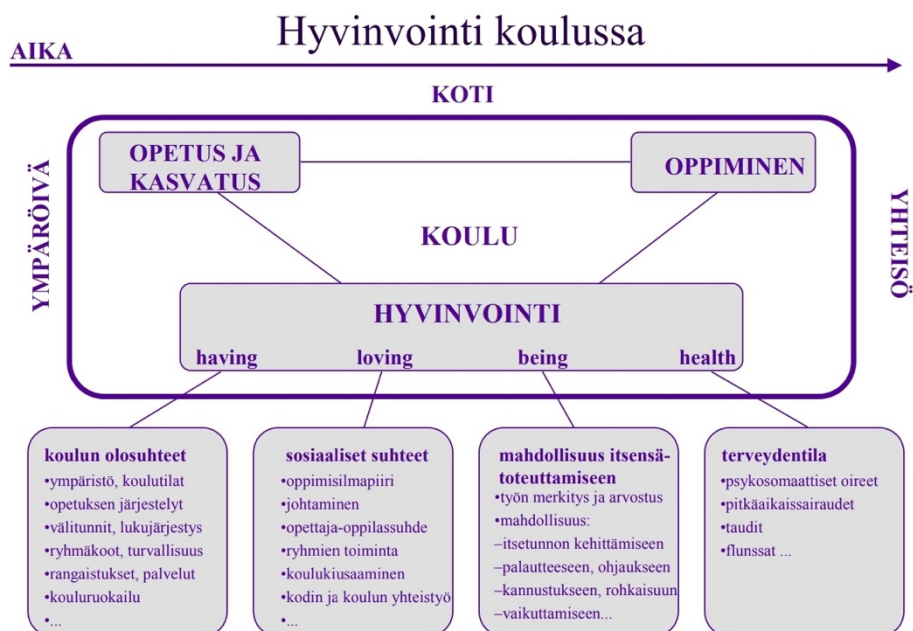 Hyvinvointi koulussa
AIKA
KOTI
YMPÄRÖIVÄ
YHTEISÖ
OPETUS JA
KASVATUS
OPPIMINEN
KOULU
HYVINVOINTI
having loving being health
koulun olosuhteet
•ympäristö, koulutilat
•opetuksen järjestelyt
•välitunnit, lukujärjestys
•ryhmäkoot, turvallisuus
•rangaistukset, palvelut
•kouluruokailu
•...
sosiaaliset suhteet
•oppimisilmapiiri
•johtaminen
•opettaja-oppilassuhde
•ryhmien toiminta
•koulukiusaaminen
•kodin ja koulun yhteistyö
•...
mahdollisuus itsensä-
toteuttamiseen
•työn merkitys ja arvostus
•mahdollisuus:
–itsetunnon kehittämiseen
–palautteeseen, ohjaukseen
–kannustukseen, rohkaisuun
–vaikuttamiseen...
terveydentila
•psykosomaattiset oireet
•pitkäaikaissairaudet
•taudit
•flunssat ...